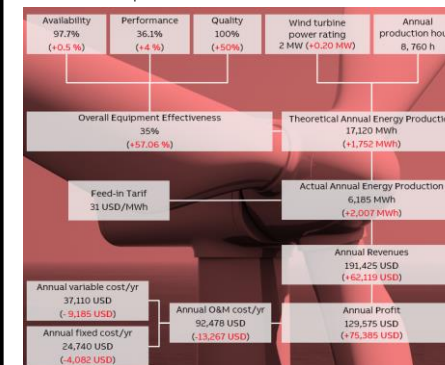 Availability
97.7%
(+0.5 %)
Performance
36.1%
(+4 %)
Quality
100%
(+50%)
Wind turbine
power rating
2 MW (+0.20 MW)
Annual
production hou
8, 760 h
Overall Equipment Effectiveness
35%
(+57.06 %)
Theoretical Annual Energy Productio
17,120 MWh
(+1,752 MWh)
Feed-in Tarif
31 USD/MWh
Actual Annual Energy Production
6,185 MWh
(+2,007 MWh)
Annual Revenues
191,425 USD
(+62,119 USD)
Annual variable cost/yr
37,110 USD
(- 9,185 USD)
Annual fixed cost/yr
24,740 USD
(-4,082 USD)
Annual O&M cost/yr
92,478 USD
(-13,267 USD)
Annual Profit
129,575 USD
(+75,385 USD)